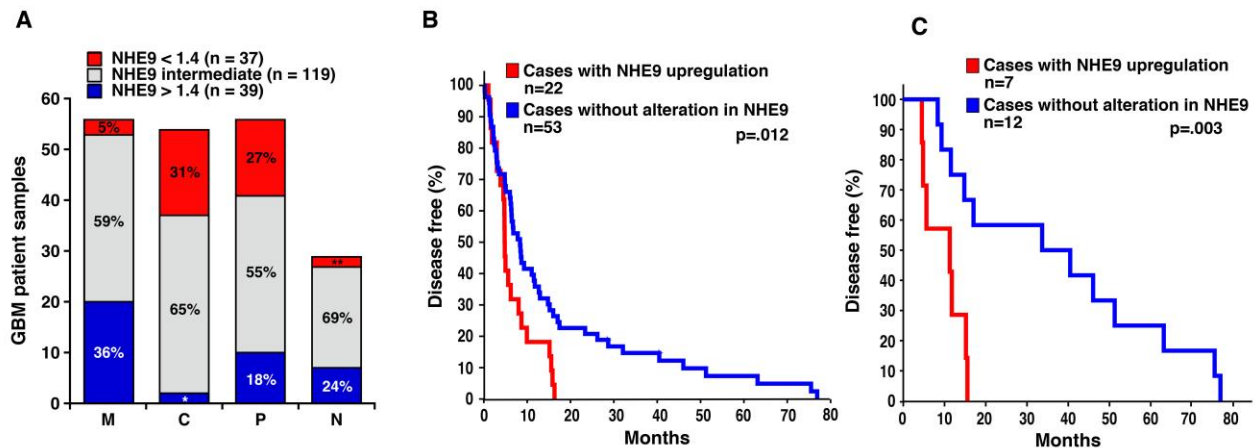 A
NHE9 < 1.4 (n = 37)
NHE9 intermediate (n = 119)
NHE9 > 1.4 (n = 39)
GBM patient samples
60
50
40
30
20
10
0
5%
59%
36%
31%
65%
*
27%
55%
18%
**
69%
24%
M
C
P
N
B
Cases with NHE9 upregulation
n=22
Cases without alteration in NHE9
n=53
p=.012
Disease free (%)
100
90
80
70
60
50
40
30
20
10
0
0 10 20 30 40 50 60 70 80
Months
C
Cases with NHE9 upregulation
n=7
Cases without alteration in NHE9
n=12
p=.003
Disease free (%)
100
90
80
70
60
50
40
30
20
10
0
0 10 20 30 40 50 60 70 80
Months